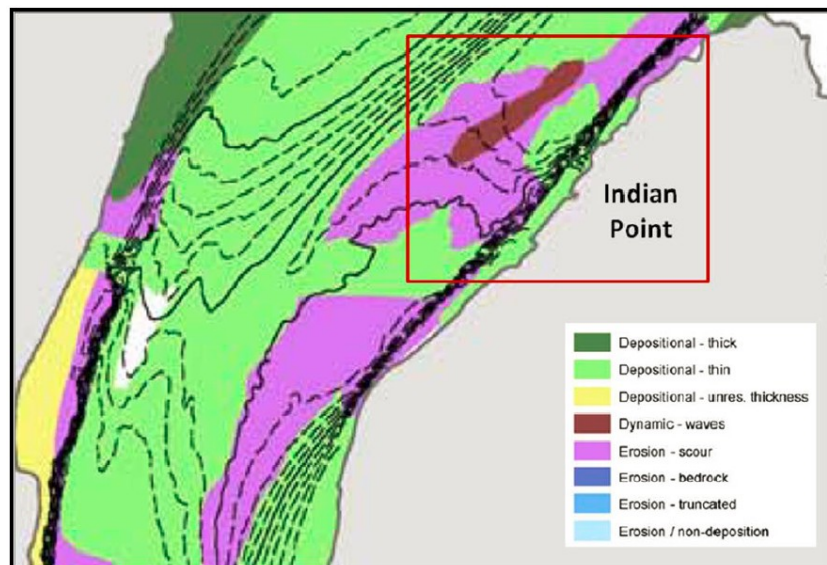 Indian
Point
Depositional - thick
Depositional - thin
Depositional - unres. thickness
Dynamic - waves
Erosion - scour
Erosion - bedrock
Erosion - truncated
Erosion / non-deposition